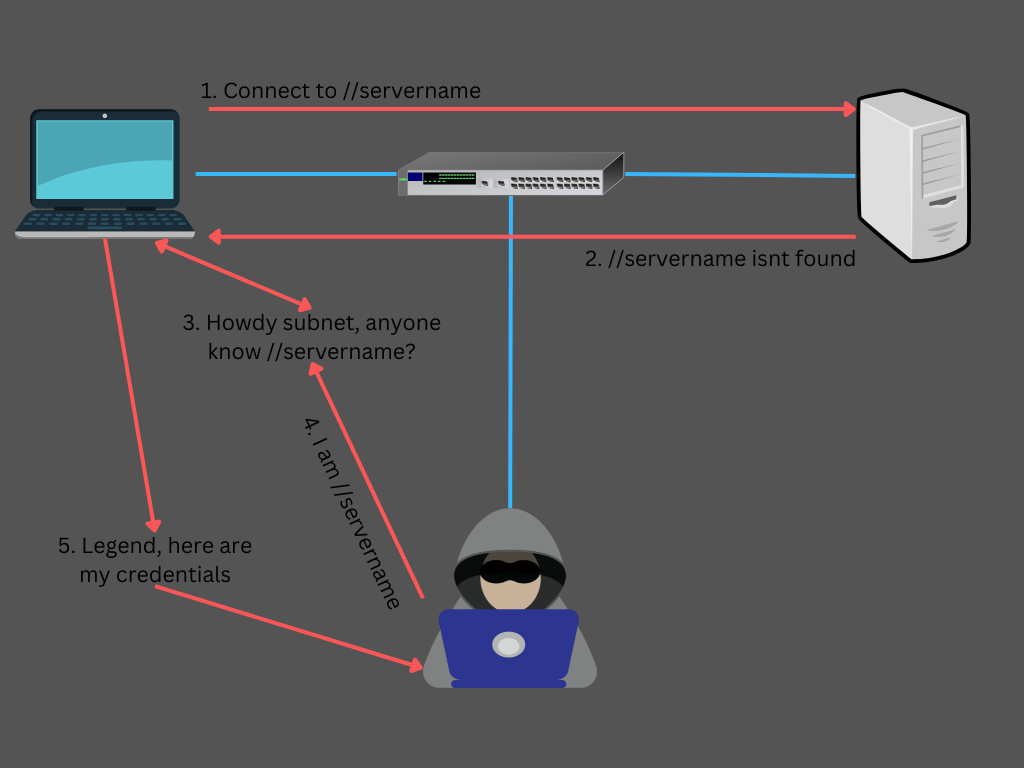 1. Connect to //servername
2. //servername isnt found
3. Howdy subnet, anyone
know //servername?
4. I am //servername
5. Legend, here are
my credentials